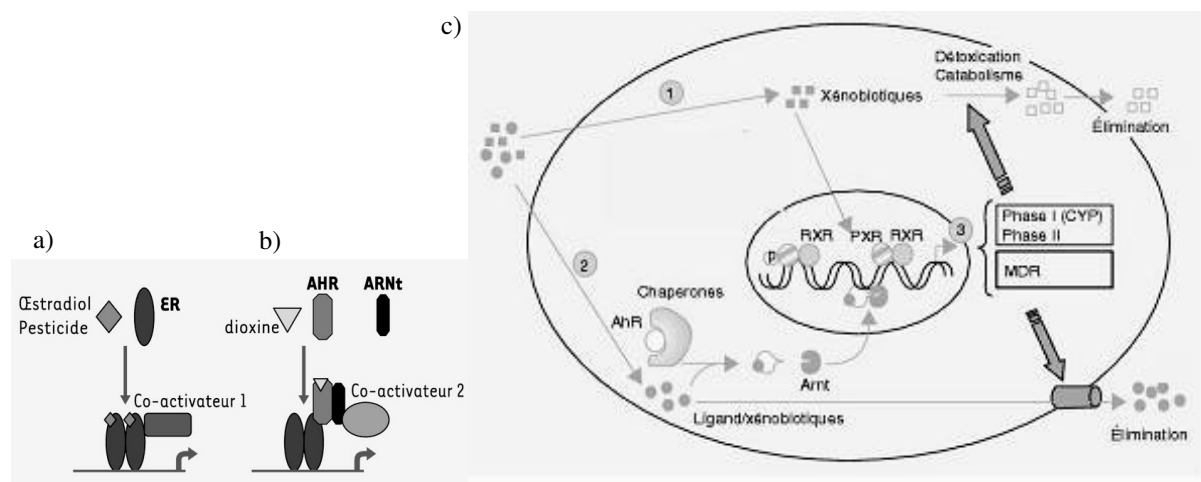 a)
Œstradiol
Pesticide
ER
Co-activateur 1
b)
AHR
ARNt
dioxine
Co-activateur 2
c)
1
Xénobiotiques
Détoxication
Catabolisme
Élimination
2
p
RXR
PXR
RXR
3
Phase I (CYP)
Phase II
MDR
Chaperones
AhR
Arnt
Ligand/xénobiotiques
Élimination